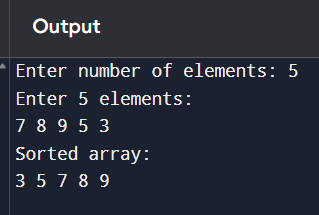 Output
Enter number of elements: 5
Enter 5 elements:
7 8 9 5 3
Sorted array:
3 5 7 8 9